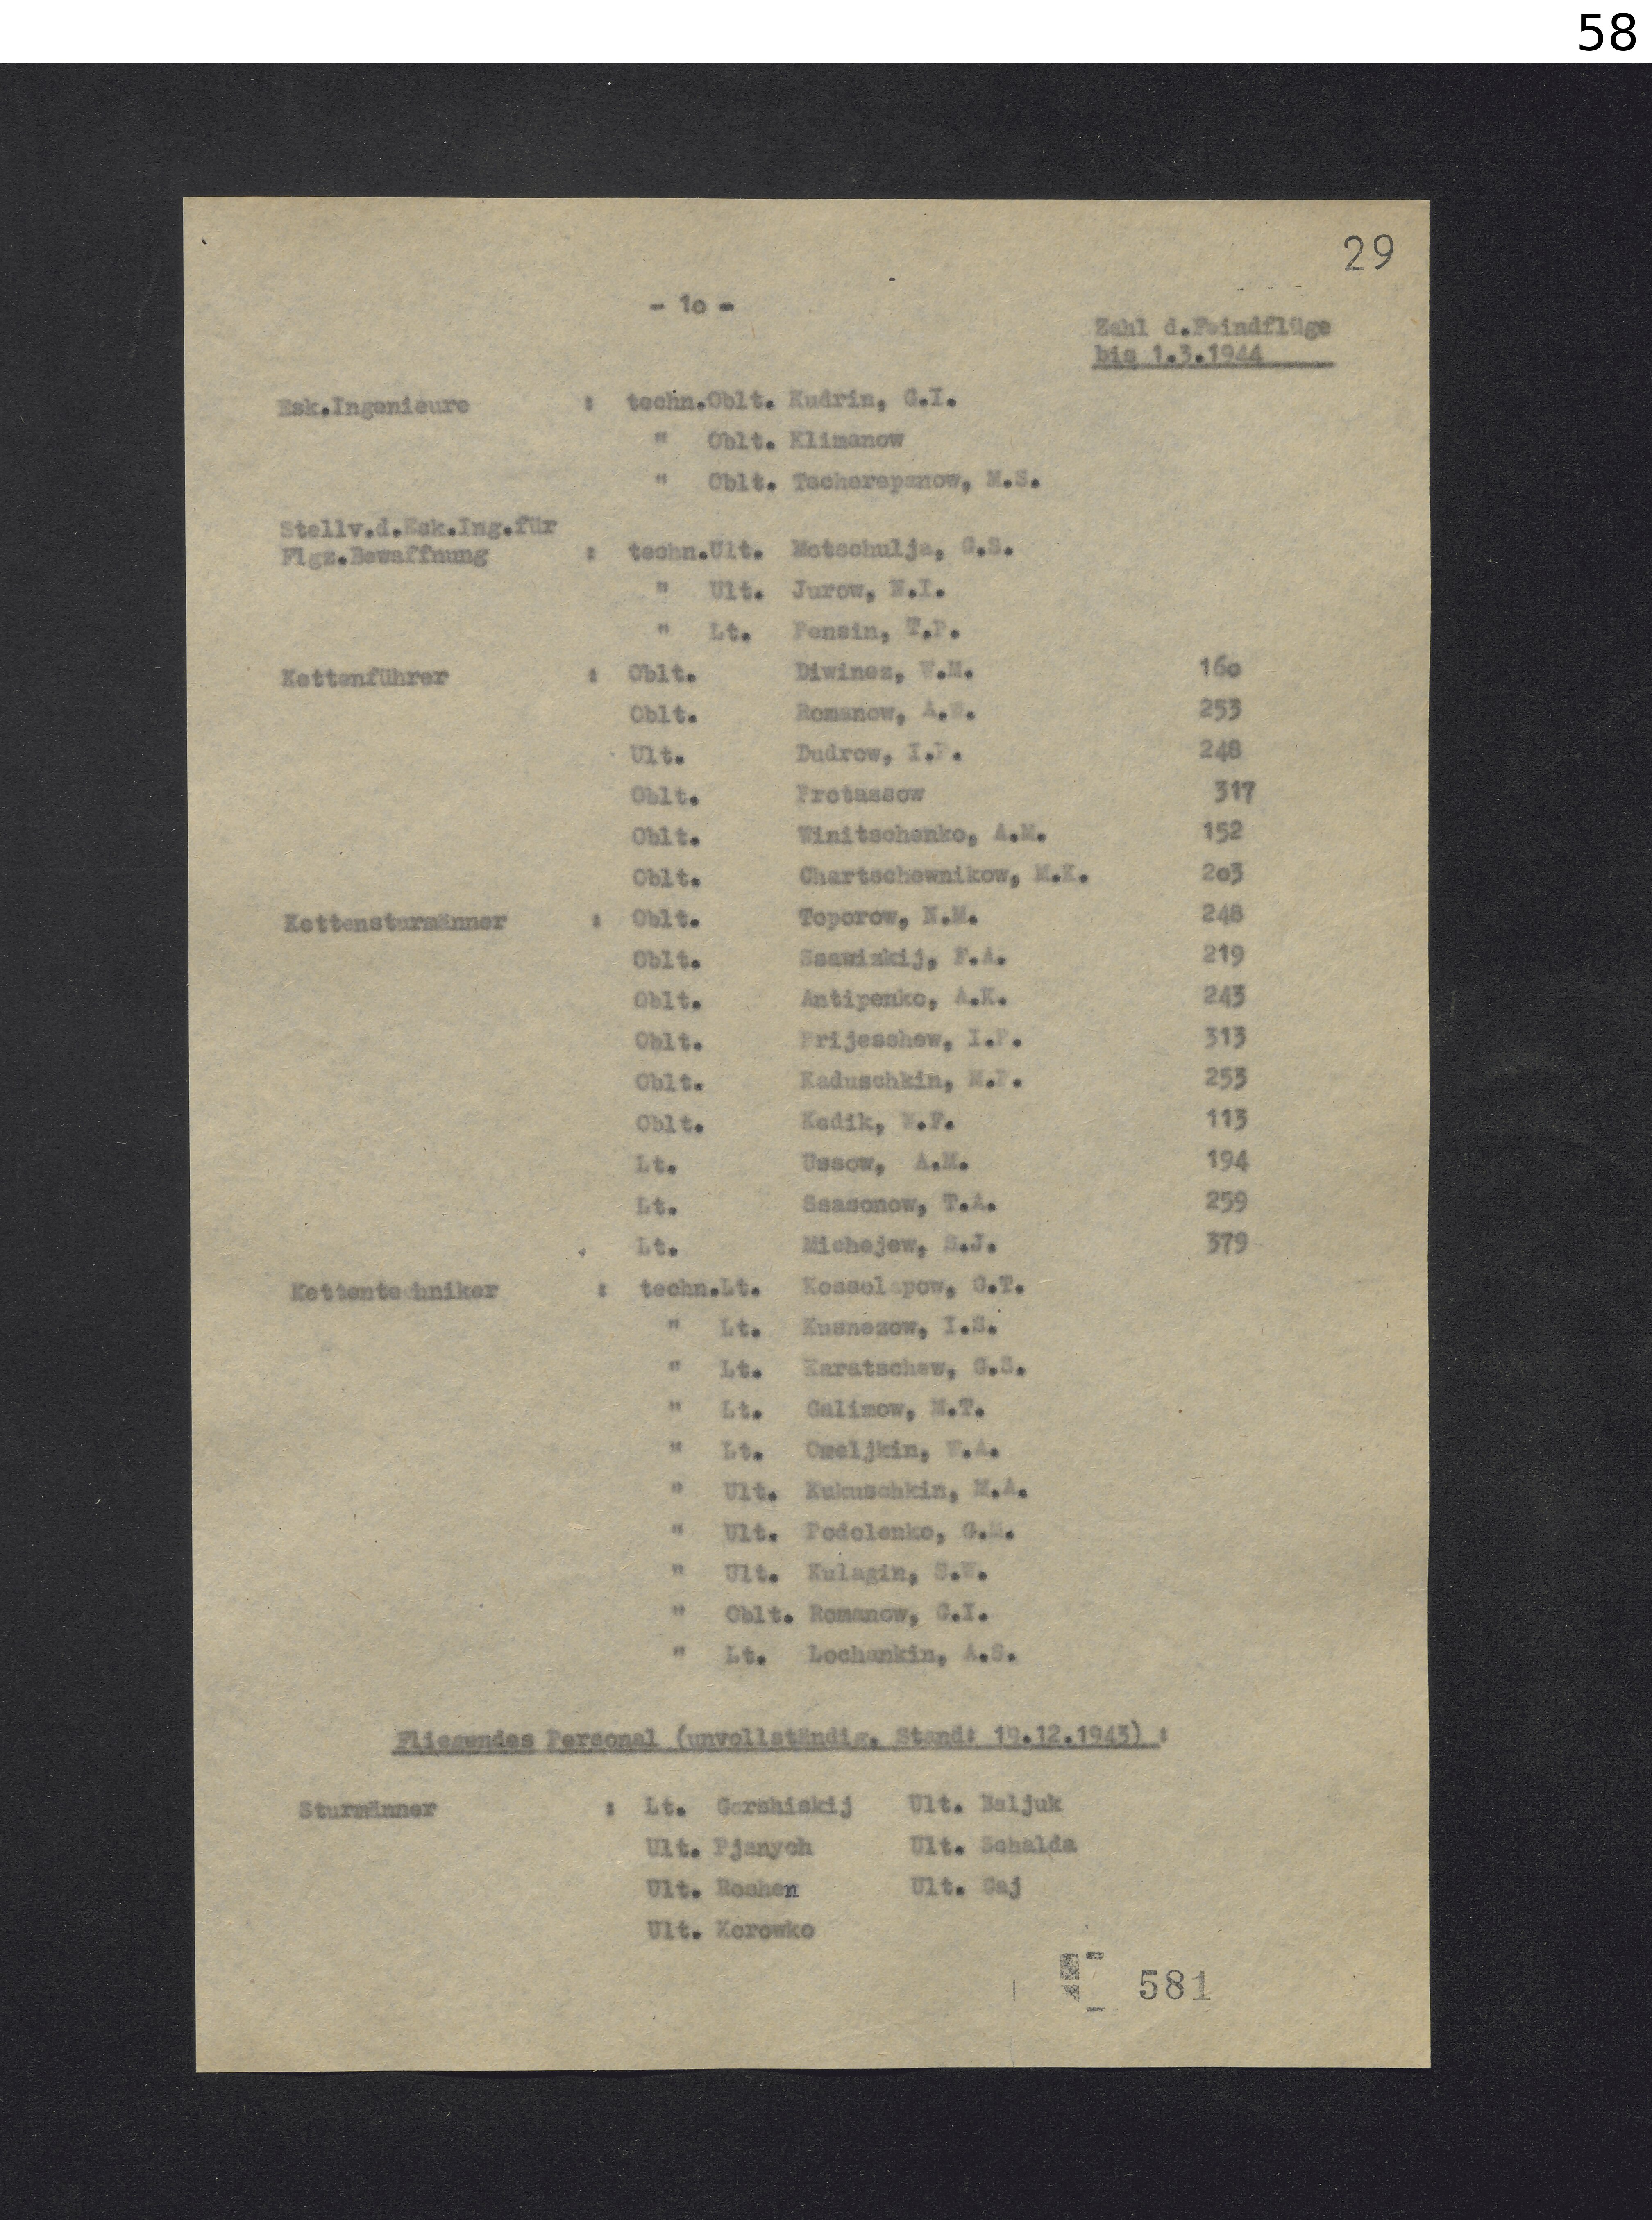 58
29
- 1o -
Zahl d.Feindflüge
bis 1.3.1944
Esk.Ingenieure : techn.Oblt. Kudrin, G.I.
" Oblt. Klimanow
" Oblt. Tscherepanow, M.S.
Stellv.d.Esk.Ing.für
Flgz.Bewaffnung : techn.Ult. Motschulja, G.S.
" Ult. Jurow, N.I.
" Lt. Pensin, T.P.
Kettenführer : Oblt. Diwinez, W.M. 16o
Oblt. Romanow, 253
Ult. Dudrow, 248
Oblt. Protassow 317
Oblt. Winitschenko, A.M. 152
Oblt. Chartschewnikow, M.K. 2o3
Kettensturmänner : Oblt. Toporow, N.M. 248
Oblt. Ssawizkij, F.A. 219
Oblt. Antipenko, A.K. 243
Oblt. Prijesshew, I.P. 313
Oblt. Kaduschkin, 253
Oblt. Kadik, 113
Lt. Ussow, A.M. 194
Lt. Ssasonow, T.A. 259
Lt. Michejew, S.J. 379
Kettentechniker : techn.Lt. Kossolapow, G.T.
" Lt. Kusnezow, I.S.
" Lt. Karatschew, G.S.
" Lt. Galimow, M.T.
" Lt. Omeljkin, W.A.
" Ult. Kukuschkin,
" Ult. Podolenko, G.M.
" Ult. Kulagin, S.W.
" Oblt. Romanow, G.I.
" Lt. Lochankin, A.S.
Fliegendes Personal (unvollständig, Stand: 19.12.1943) :
Sturmänner : Lt. Gorshiskij Ult. Baljuk
Ult. Pjanych Ult. Schalda
Ult. Roshen Ult. Gaj
Ult. Korowko
581